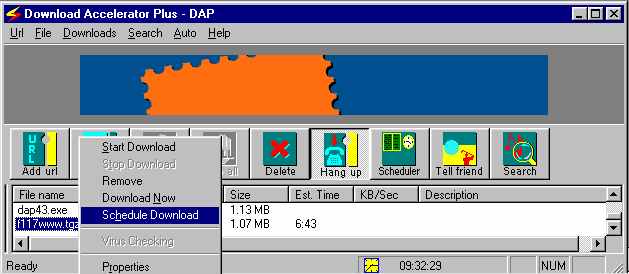 Download Accelerator Plus - DAP
Url File Downloads Search Auto Help
URL
Add url all Delete Hang up Scheduler Tell friend Search
Start Download
Stop Download
Remove
Download Now
Schedule Download
Virus Checking
Properties
File name Size Est. Time KB/Sec Description
dap43.exe 1.13 MB
f117www.tgz 1.07 MB 6:43
Ready 09:32:29 NUM